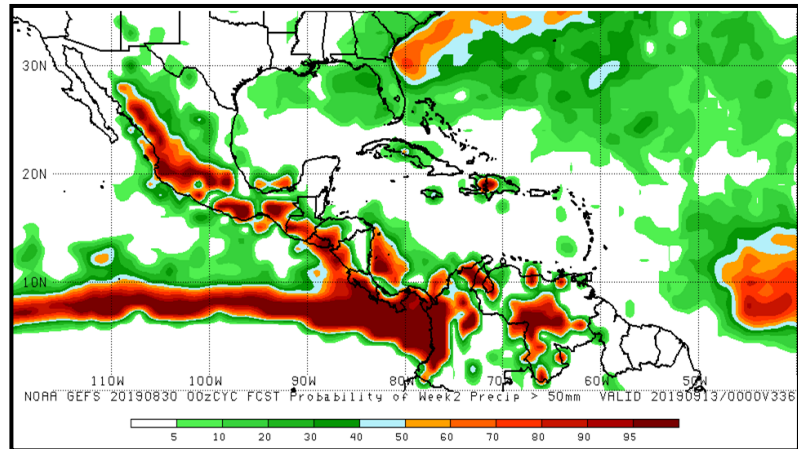 30N
20N
10N
110W 100W 90W 80W 70W 60W 50W
NOAA GEFS 20190830 00zCYC FCST Probability of Week2 Precip > 50mm VALID 20190913/0000V336
5 10 20 30 40 50 60 70 80 90 95